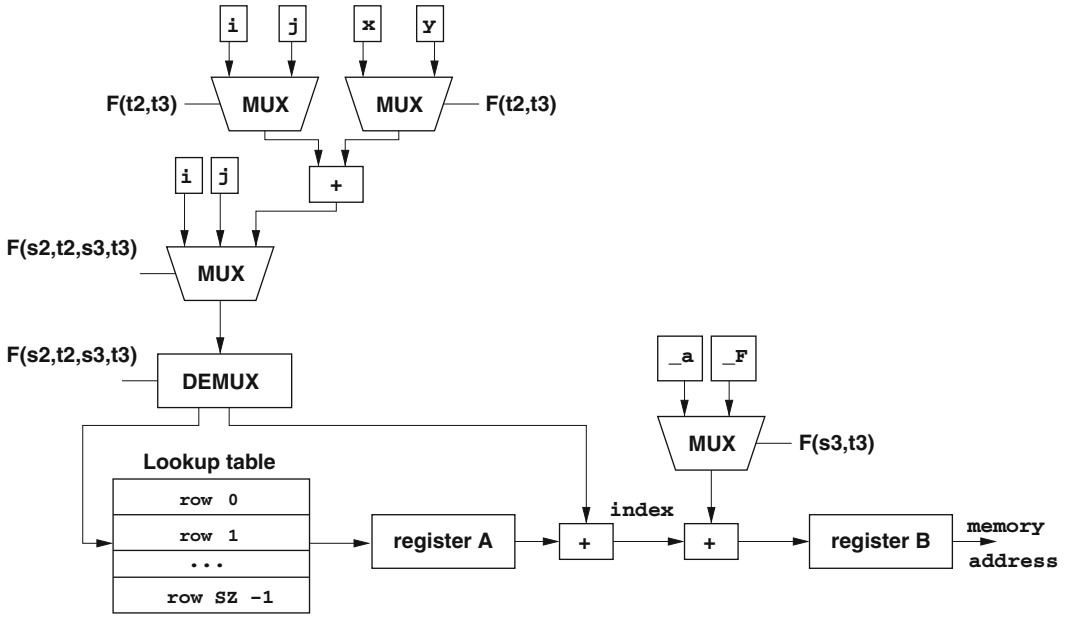 i j x y
F(t2,t3) MUX MUX F(t2,t3)
+
i j
F(s2,t2,s3,t3)
MUX
F(s2,t2,s3,t3)
DEMUX
_a _F
MUX F(s3,t3)
Lookup table
row 0
row 1
...
row SZ -1
register A
+
index
+
register B
memory
address